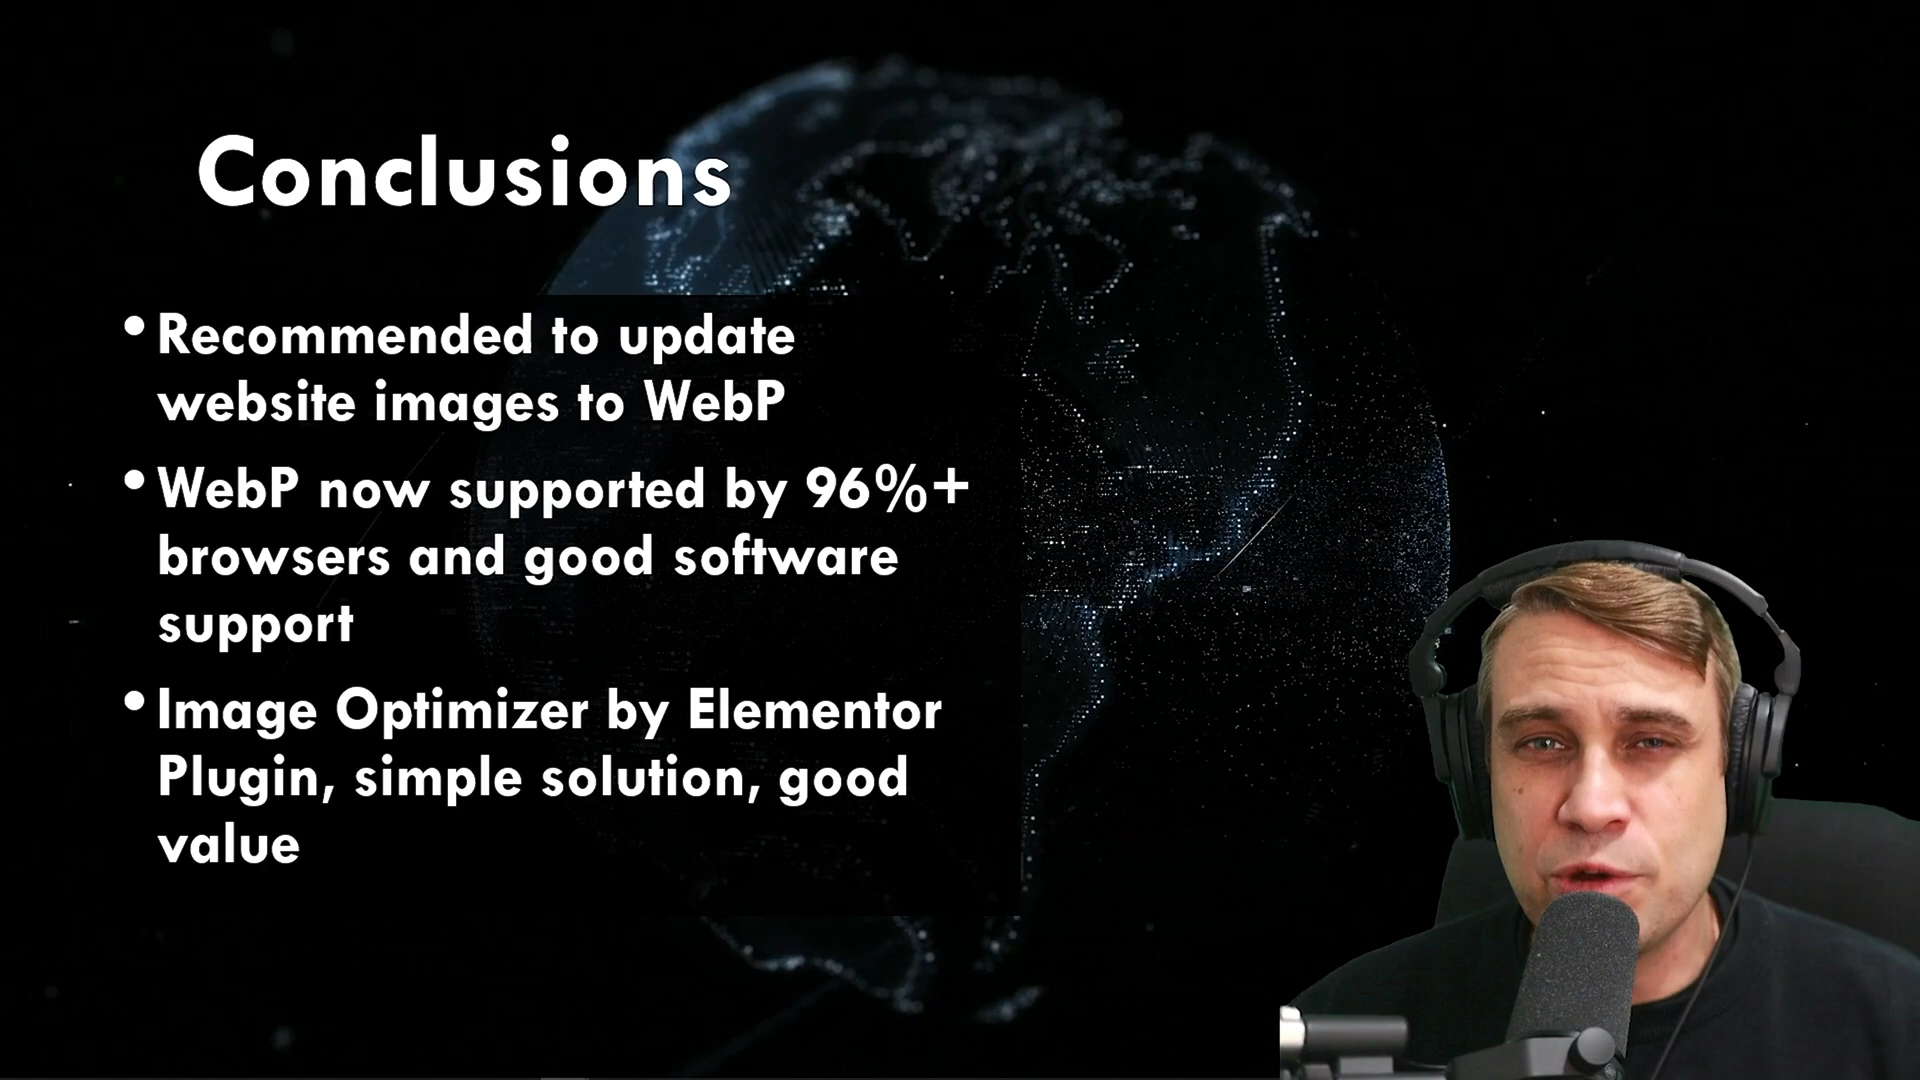 Conclusions
• Recommended to update
website images to WebP
• WebP now supported by 96%+
browsers and good software
support
• Image Optimizer by Elementor
Plugin, simple solution, good
value